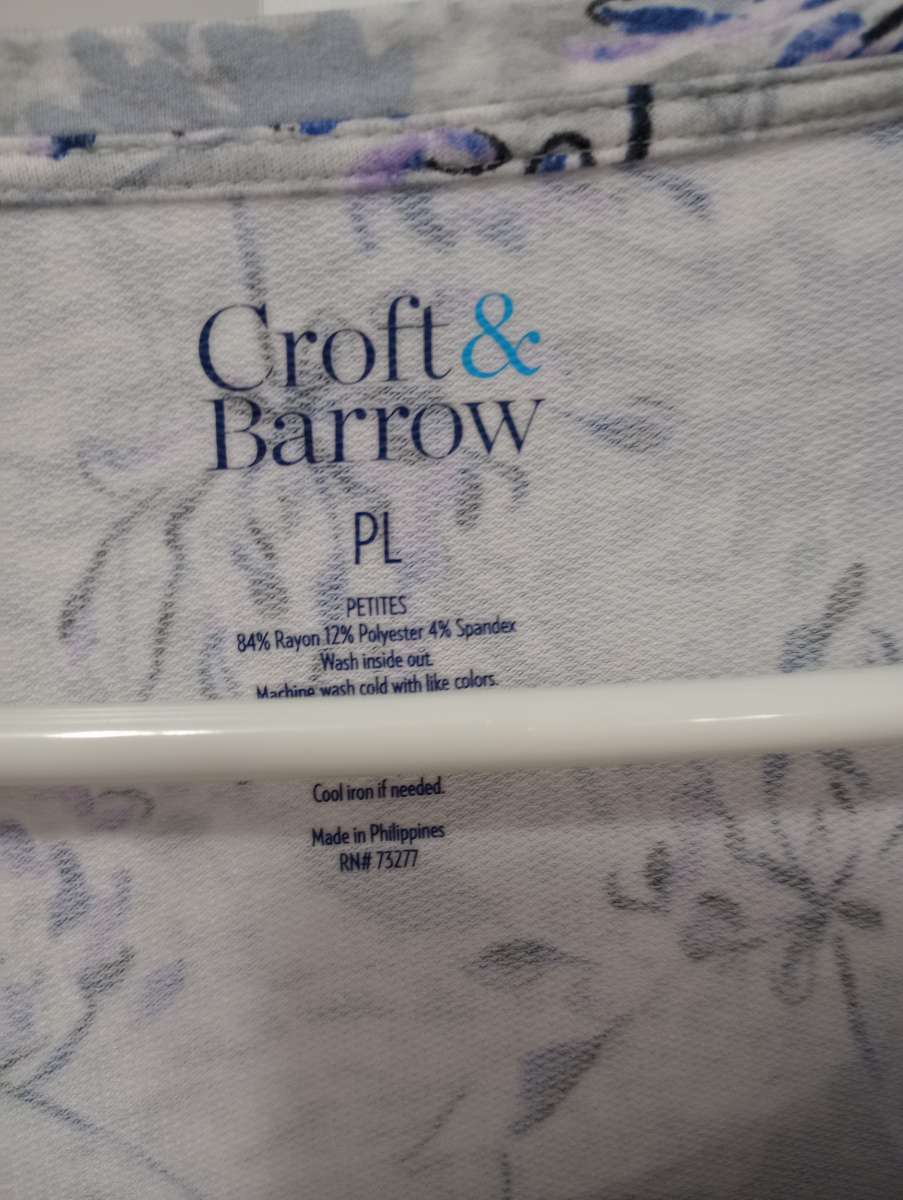 Croft &
Barrow
PL
PETITES
84% Rayon 12% Polyester 4% Spandex
Wash inside out.
Machine wash cold with like colors.
Cool iron if needed.
Made in Philippines
RN# 73277